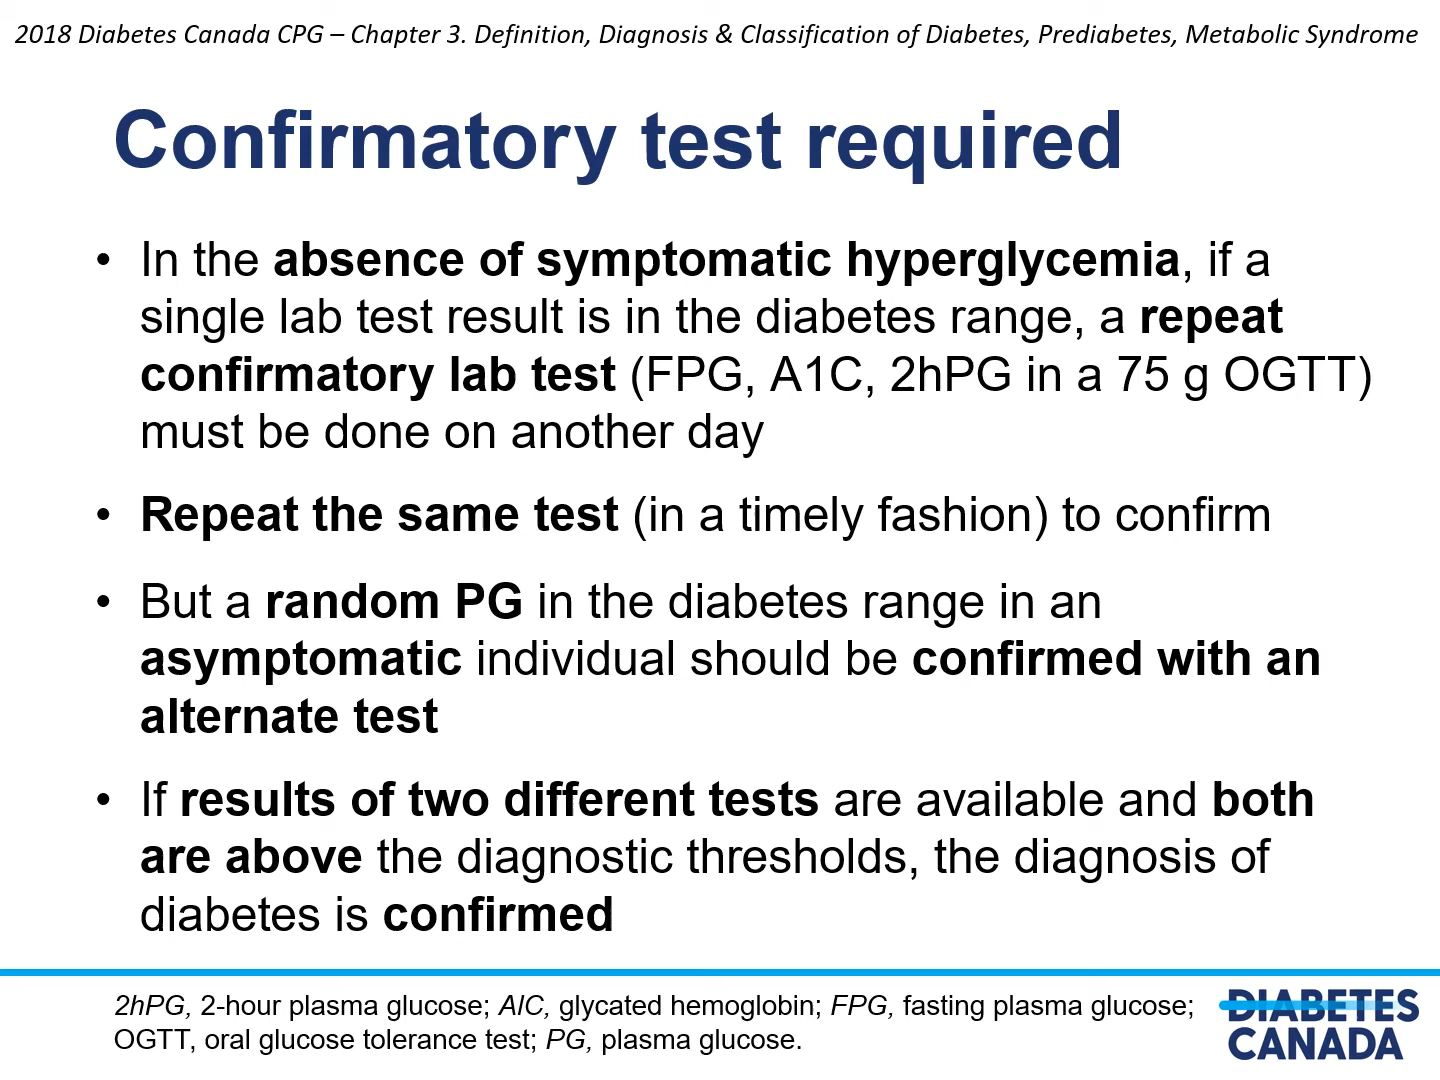 2018 Diabetes Canada CPG – Chapter 3. Definition, Diagnosis & Classification of Diabetes, Prediabetes, Metabolic Syndrome
Confirmatory test required
• In the absence of symptomatic hyperglycemia, if a
single lab test result is in the diabetes range, a repeat
confirmatory lab test (FPG, A1C, 2hPG in a 75 g OGTT)
must be done on another day
• Repeat the same test (in a timely fashion) to confirm
• But a random PG in the diabetes range in an
asymptomatic individual should be confirmed with an
alternate test
• If results of two different tests are available and both
are above the diagnostic thresholds, the diagnosis of
diabetes is confirmed
2hPG, 2-hour plasma glucose; AIC, glycated hemoglobin; FPG, fasting plasma glucose;
OGTT, oral glucose tolerance test; PG, plasma glucose.
DIABETES
CANADA